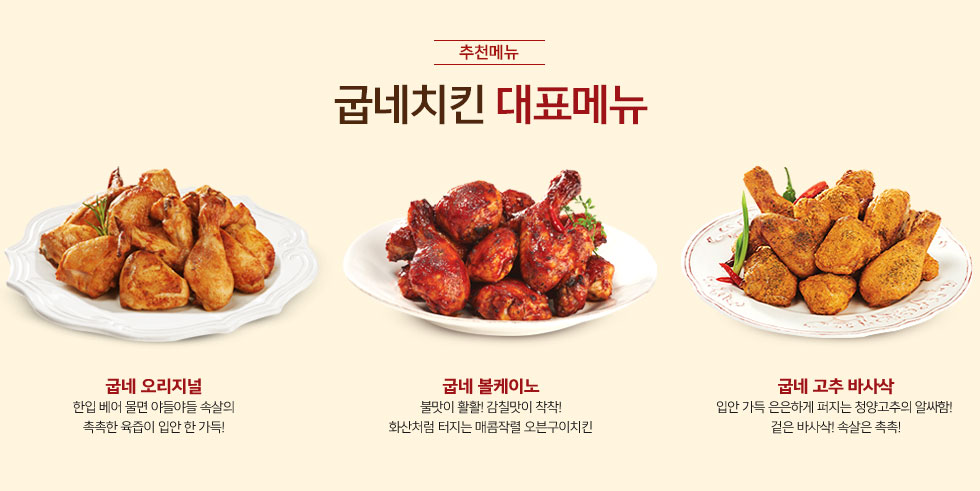 추천메뉴
굽네치킨 대표메뉴
굽네 오리지널
한입 베어 물면 야들야들 속살의
촉촉한 육즙이 입안 한 가득!
굽네 볼케이노
불맛이 활활! 감칠맛이 착착!
화산처럼 터지는 매콤작렬 오븐구이치킨
굽네 고추 바사삭
입안 가득 은은하게 퍼지는 청양고추의 알싸함!
겉은 바사삭! 속살은 촉촉!